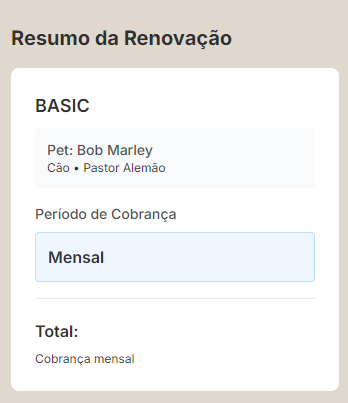 Resumo da Renovação
BASIC
Pet: Bob Marley
Cão • Pastor Alemão
Período de Cobrança
Mensal
Total:
Cobrança mensal